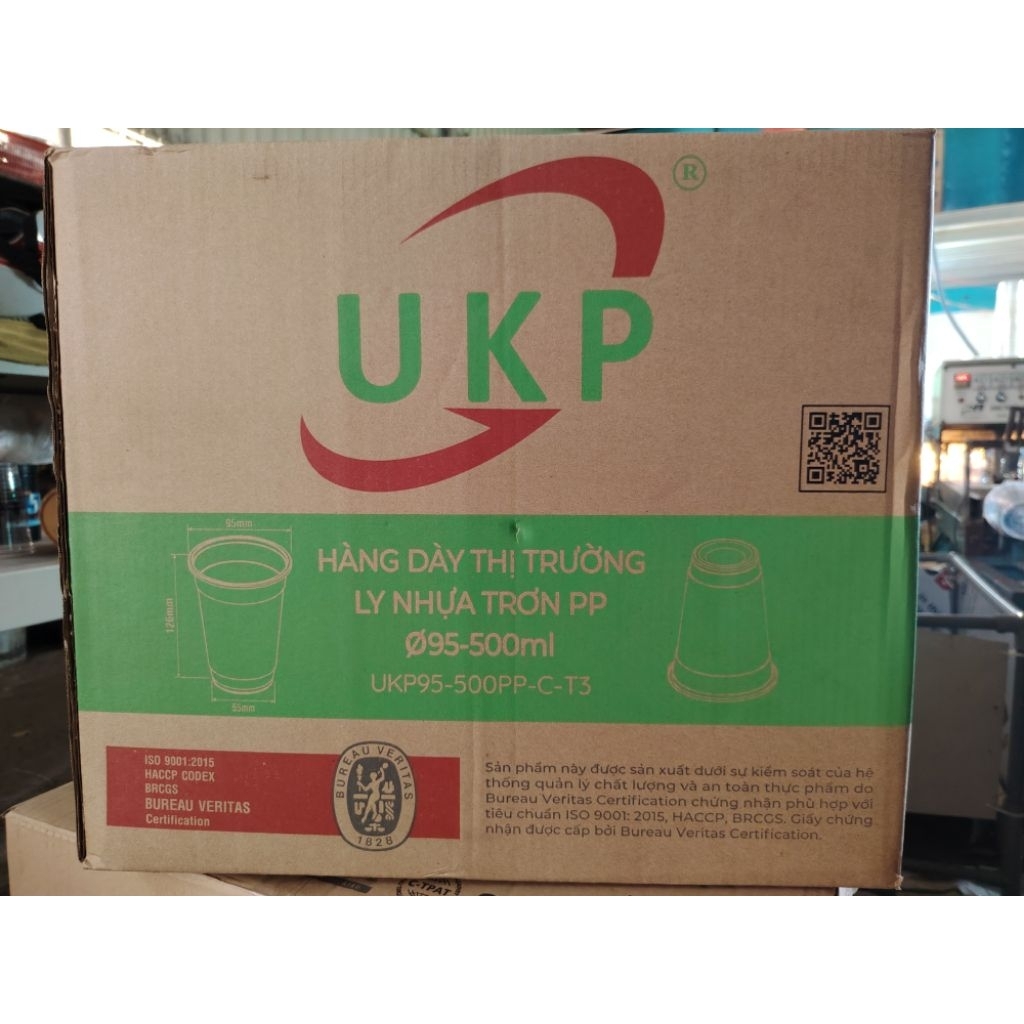 UKP
®
95mm
126mm
55mm
HÀNG DÀY THỊ TRƯỜNG
LY NHỰA TRƠN PP
Ø95-500ml
UKP95-500PP-C-T3
ISO 9001:2015
HACCP CODEX
BRCGS
BUREAU VERITAS
Certification
BUREAU VERITAS
1828
Sản phẩm này được sản xuất dưới sự kiểm soát của hệ
thống quản lý chất lượng và an toàn thực phẩm do
Bureau Veritas Certification chứng nhận phù hợp với
tiêu chuẩn ISO 9001: 2015, HACCP, BRCGS. Giấy chứng
nhận được cấp bởi Bureau Veritas Certification.
C-TPAT